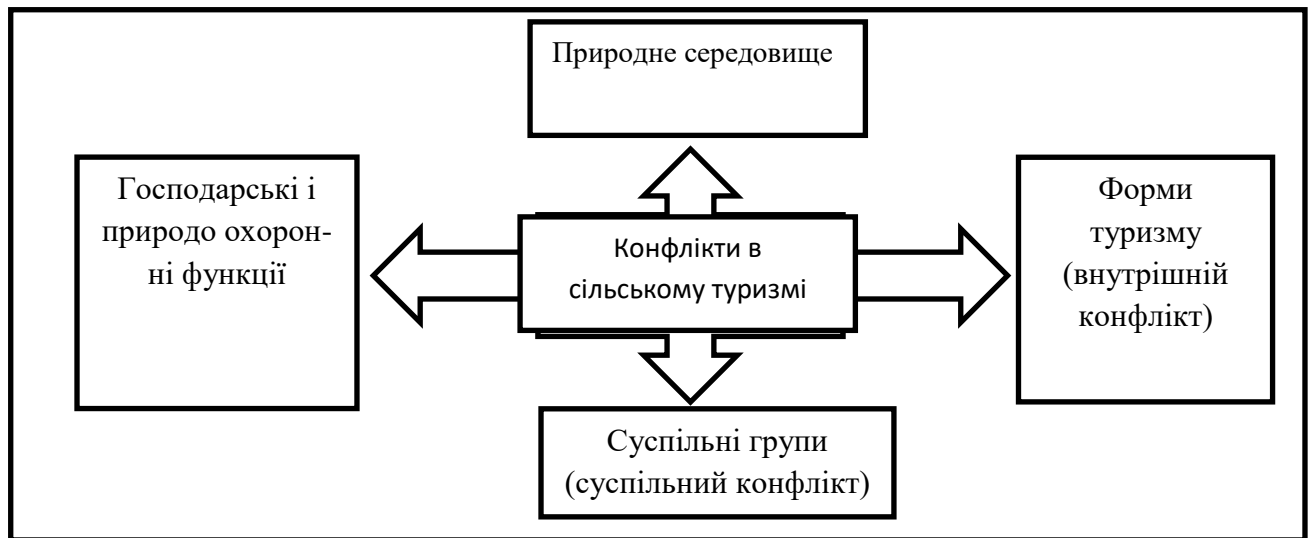 Природне середовище
Господарські і
природо охорон-
ні функції
Конфлікти в
сільському туризмі
Форми
туризму
(внутрішній
конфлікт)
Суспільні групи
(суспільний конфлікт)